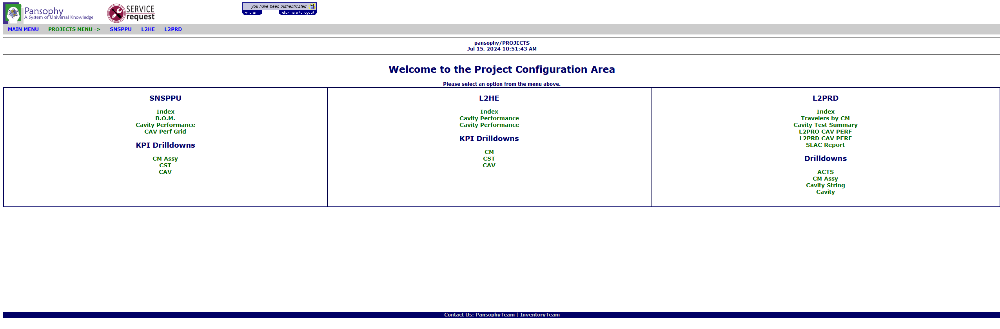 Pansophy
A System of Universal Knowledge
SERVICE
request
you have been authenticated
who am i
click here to logout
MAIN MENU PROJECTS MENU -> SNSPPU L2HE L2PRD
pansophy/PROJECTS
Jul 15, 2024 10:51:43 AM
Welcome to the Project Configuration Area
Please select an option from the menu above.
SNSPPU
Index
B.O.M.
Cavity Performance
CAV Perf Grid
KPI Drilldowns
CM Assy
CST
CAV
L2HE
Index
Cavity Performance
Cavity Performance
KPI Drilldowns
CM
CST
CAV
L2PRD
Index
Travelers by CM
Cavity Test Summary
L2PRO CAV PERF
L2PRD CAV PERF
SLAC Report
Drilldowns
ACTS
CM Assy
Cavity String
Cavity
Contact Us: PansophyTeam | InventoryTeam